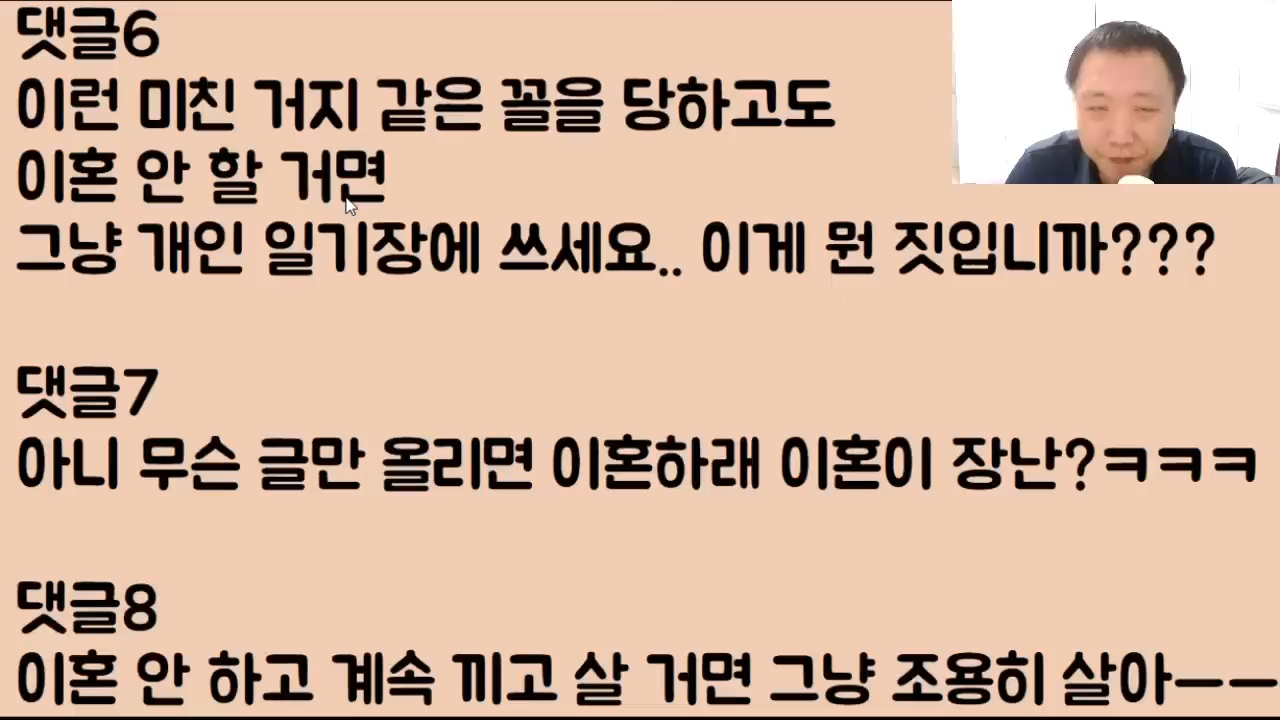 댓글6
이런 미친 거지 같은 꼴을 당하고도
이혼 안 할 거면
그냥 개인 일기장에 쓰세요.. 이게 뭔 짓입니까???
댓글7
아니 무슨 글만 올리면 이혼하래 이혼이 장난?ㅋㅋㅋ
댓글8
이혼 안 하고 계속 끼고 살 거면 그냥 조용히 살아ㅡㅡ